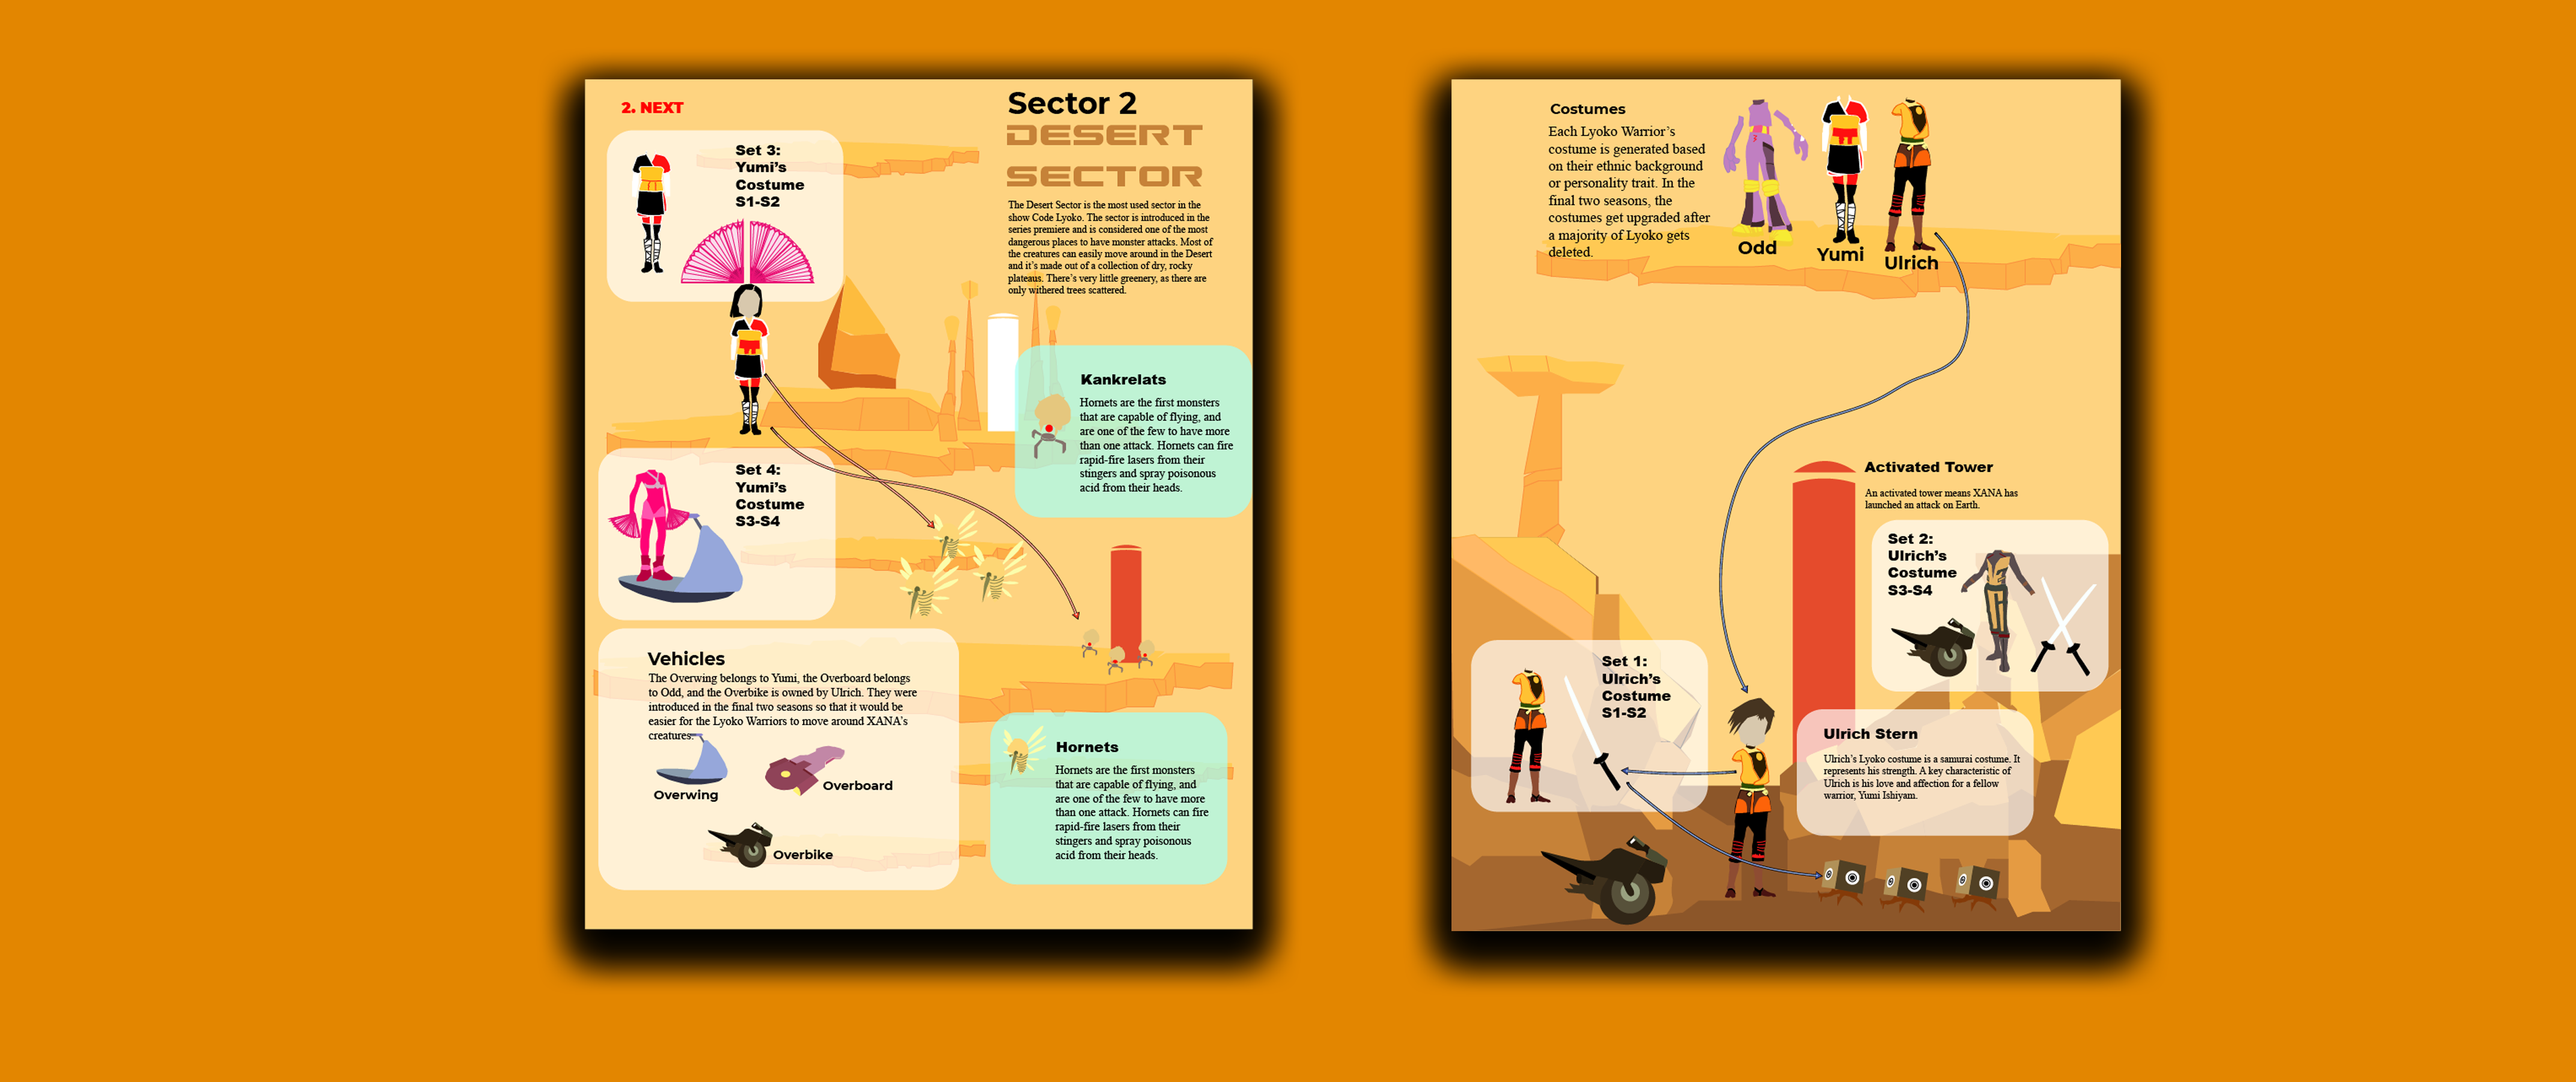 2. NEXT
Set 3:
Yumi's
Costume
S1-S2
Sector 2
DESERT
SECTOR
The Desert Sector is the most used sector in the
show Code Lyoko. The sector is introduced in the
series premiere and is considered one of the most
dangerous places to have monster attacks. Most of
the creatures can easily move around in the Desert
and it's made out of a collection of dry, rocky
plateaus. There's very little greenery, as there are
only withered trees scattered.
Kankrelats
Hornets are the first monsters
that are capable of flying, and
are one of the few to have more
than one attack. Hornets can fire
rapid-fire lasers from their
stingers and spray poisonous
acid from their heads.
Set 4:
Yumi's
Costume
S3-S4
Vehicles
The Overwing belongs to Yumi, the Overboard belongs
to Odd, and the Overbike is owned by Ulrich. They were
introduced in the final two seasons so that it would be
easier for the Lyoko Warriors to move around XANA's
creatures.
Overwing
Overboard
Overbike
Hornets
Hornets are the first monsters
that are capable of flying, and
are one of the few to have more
than one attack. Hornets can fire
rapid-fire lasers from their
stingers and spray poisonous
acid from their heads.
Costumes
Each Lyoko Warrior's
costume is generated based
on their ethnic background
or personality trait. In the
final two seasons, the
costumes get upgraded after
a majority of Lyoko gets
deleted.
Odd
Yumi
Ulrich
Activated Tower
An activated tower means XANA has
launched an attack on Earth.
Set 2:
Ulrich's
Costume
S3-S4
Set 1:
Ulrich's
Costume
S1-S2
Ulrich Stern
Ulrich's Lyoko costume is a samurai costume. It
represents his strength. A key characteristic of
Ulrich is his love and affection for a fellow
warrior, Yumi Ishiyam.